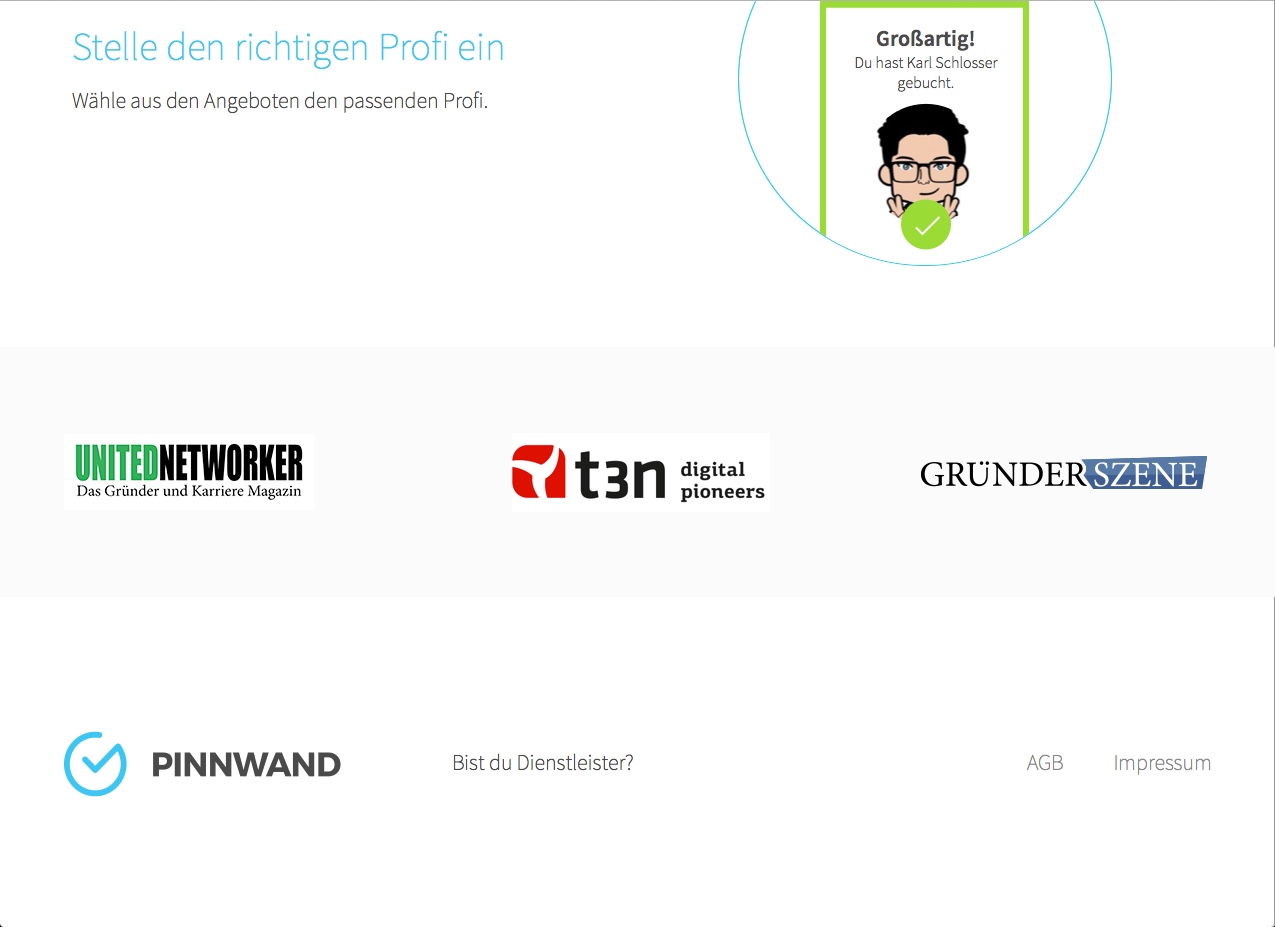 Stelle den richtigen Profi ein
Wähle aus den Angeboten den passenden Profi.
Großartig!
Du hast Karl Schlosser
gebucht.
UNITEDNETWORKER
Das Gründer und Karriere Magazin
t3n digital
pioneers
GRÜNDERSZENE
PINNWAND
Bist du Dienstleister?
AGB
Impressum